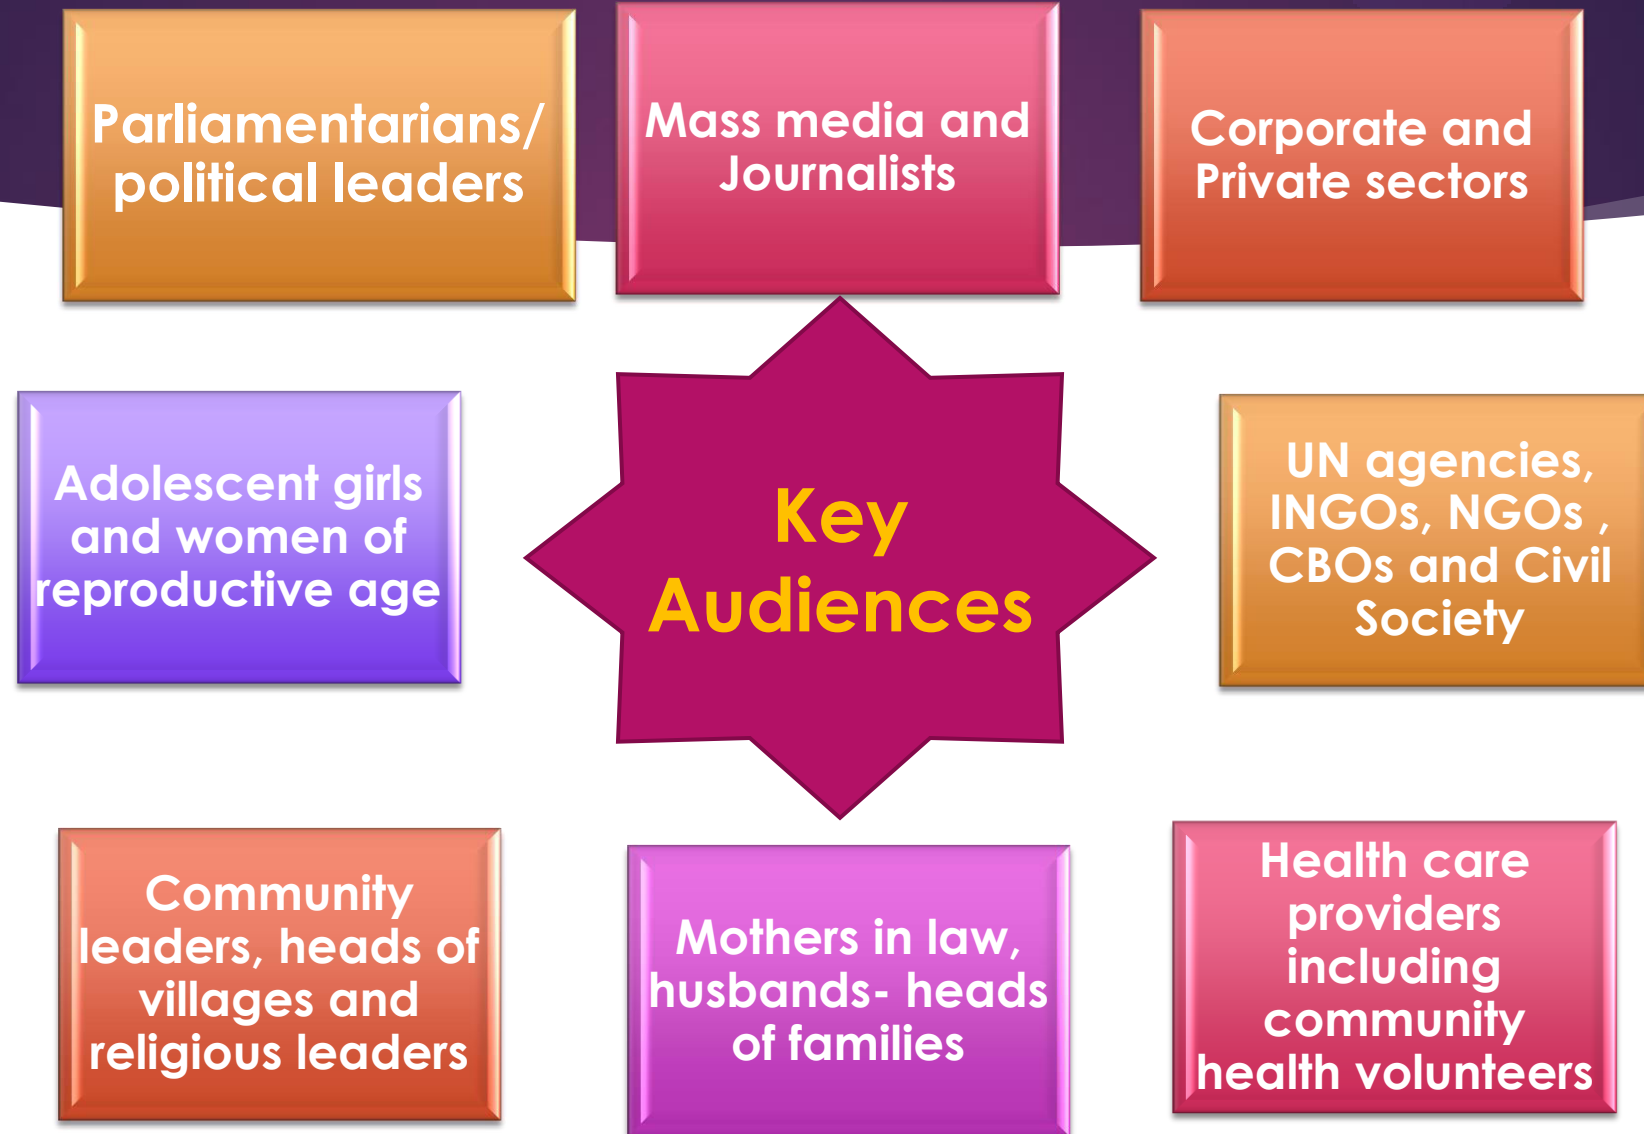 Parliamentarians/
political leaders
Mass media and
Journalists
Corporate and
Private sectors
Adolescent girls
and women of
reproductive age
Key
Audiences
UN agencies,
INGOs, NGOs ,
CBOs and Civil
Society
Community
leaders, heads of
villages and
religious leaders
Mothers in law,
husbands- heads
of families
Health care
providers
including
community
health volunteers